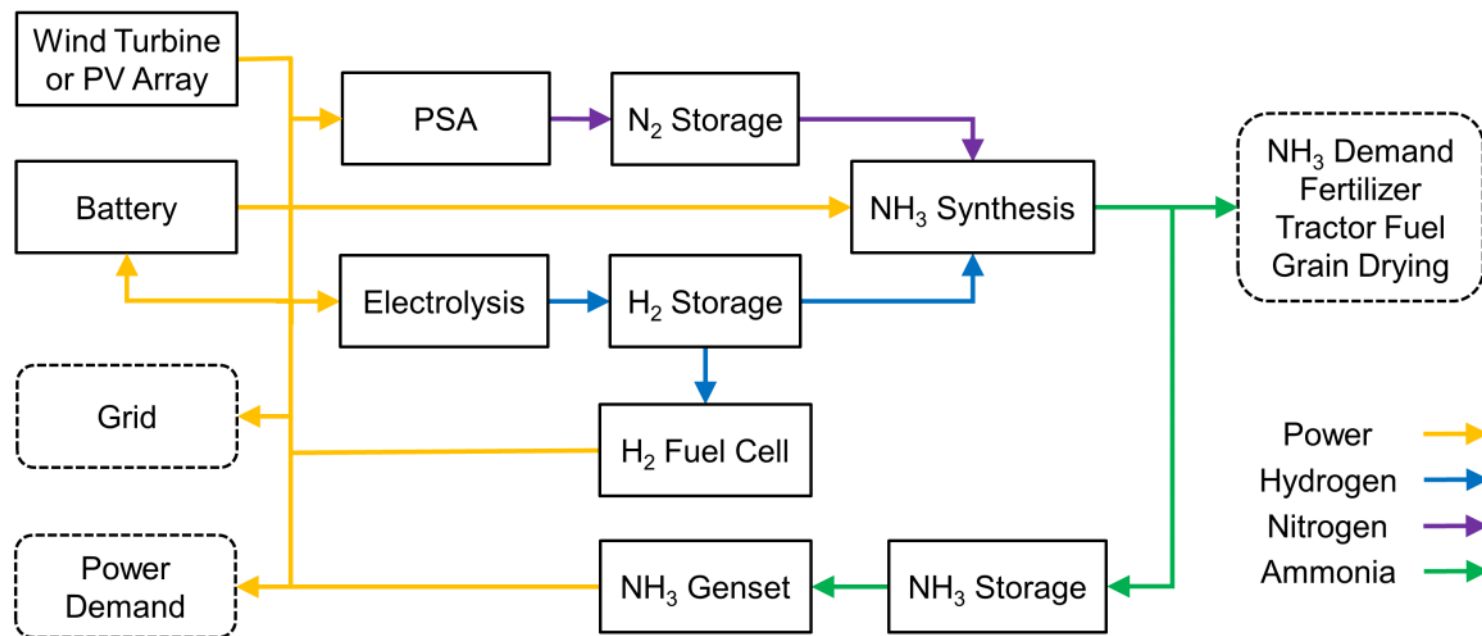 Wind Turbine
or PV Array
PSA
N₂ Storage
NH₃ Demand
Fertilizer
Tractor Fuel
Grain Drying
Battery
NH₃ Synthesis
Electrolysis
H₂ Storage
Grid
H₂ Fuel Cell
Power
Hydrogen
Nitrogen
Ammonia
Power
Demand
NH₃ Genset
NH₃ Storage